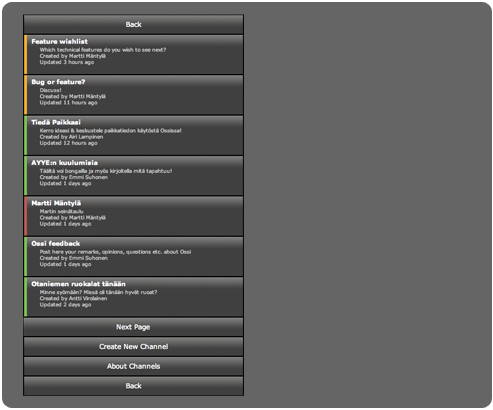 Back
Feature wishlist
Which technical features do you wish to see next?
Created by Martti Mäntylä
Updated 3 hours ago
Bug or feature?
Discuss!
Created by Martti Mäntylä
Updated 11 hours ago
Tiedä Paikkasi
Kerro ideasi & keskustele paikkatiedon käytöstä Ossissa!
Created by Airi Lampinen
Updated 12 hours ago
AYYE:n kuulumisia
Täältä voi bongailla ja myös kirjoitella mitä tapahtuu!
Created by Emmi Suhonen
Updated 1 days ago
Martti Mäntylä
Martin seinätaulu
Created by Martti Mäntylä
Updated 1 days ago
Ossi feedback
Post here your remarks, opinions, questions etc. about Ossi
Created by Emmi Suhonen
Updated 1 days ago
Otaniemen ruokalat tänään
Minne syömään? Missä oli tänään hyvät ruoat?
Created by Antti Virolainen
Updated 2 days ago
Next Page
Create New Channel
About Channels
Back